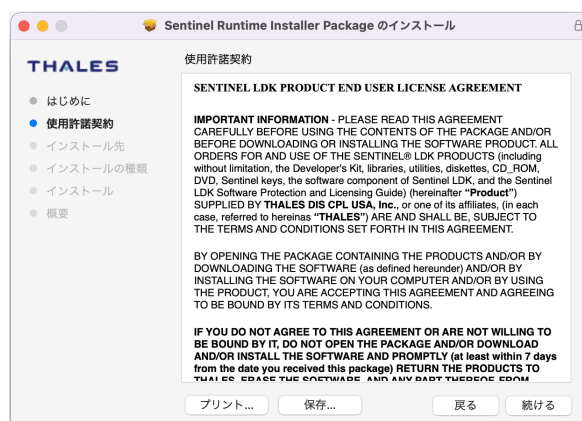 Sentinel Runtime Installer Package のインストール
THALES
はじめに
使用許諾契約
インストール先
インストールの種類
インストール
概要
使用許諾契約
SENTINEL LDK PRODUCT END USER LICENSE AGREEMENT
IMPORTANT INFORMATION - PLEASE READ THIS AGREEMENT
CAREFULLY BEFORE USING THE CONTENTS OF THE PACKAGE AND/OR
BEFORE DOWNLOADING OR INSTALLING THE SOFTWARE PRODUCT. ALL
ORDERS FOR AND USE OF THE SENTINEL® LDK PRODUCTS (including
without limitation, the Developer's Kit, libraries, utilities, diskettes, CD_ROM,
DVD, Sentinel keys, the software component of Sentinel LDK, and the Sentinel
LDK Software Protection and Licensing Guide) (hereinafter “Product”)
SUPPLIED BY THALES DIS CPL USA, Inc., or one of its affiliates, (in each
case, referred to hereinas “THALES”) ARE AND SHALL BE, SUBJECT TO
THE TERMS AND CONDITIONS SET FORTH IN THIS AGREEMENT.
BY OPENING THE PACKAGE CONTAINING THE PRODUCTS AND/OR BY
DOWNLOADING THE SOFTWARE (as defined hereunder) AND/OR BY
INSTALLING THE SOFTWARE ON YOUR COMPUTER AND/OR BY USING
THE PRODUCT, YOU ARE ACCEPTING THIS AGREEMENT AND AGREEING
TO BE BOUND BY ITS TERMS AND CONDITIONS.
IF YOU DO NOT AGREE TO THIS AGREEMENT OR ARE NOT WILLING TO
BE BOUND BY IT, DO NOT OPEN THE PACKAGE AND/OR DOWNLOAD
AND/OR INSTALL THE SOFTWARE AND PROMPTLY (at least within 7 days
from the date you received this package) RETURN THE PRODUCTS TO
THALES, ERASE THE SOFTWARE, AND ANY PART THEREOF, FROM
プリント...
保存...
戻る
続ける